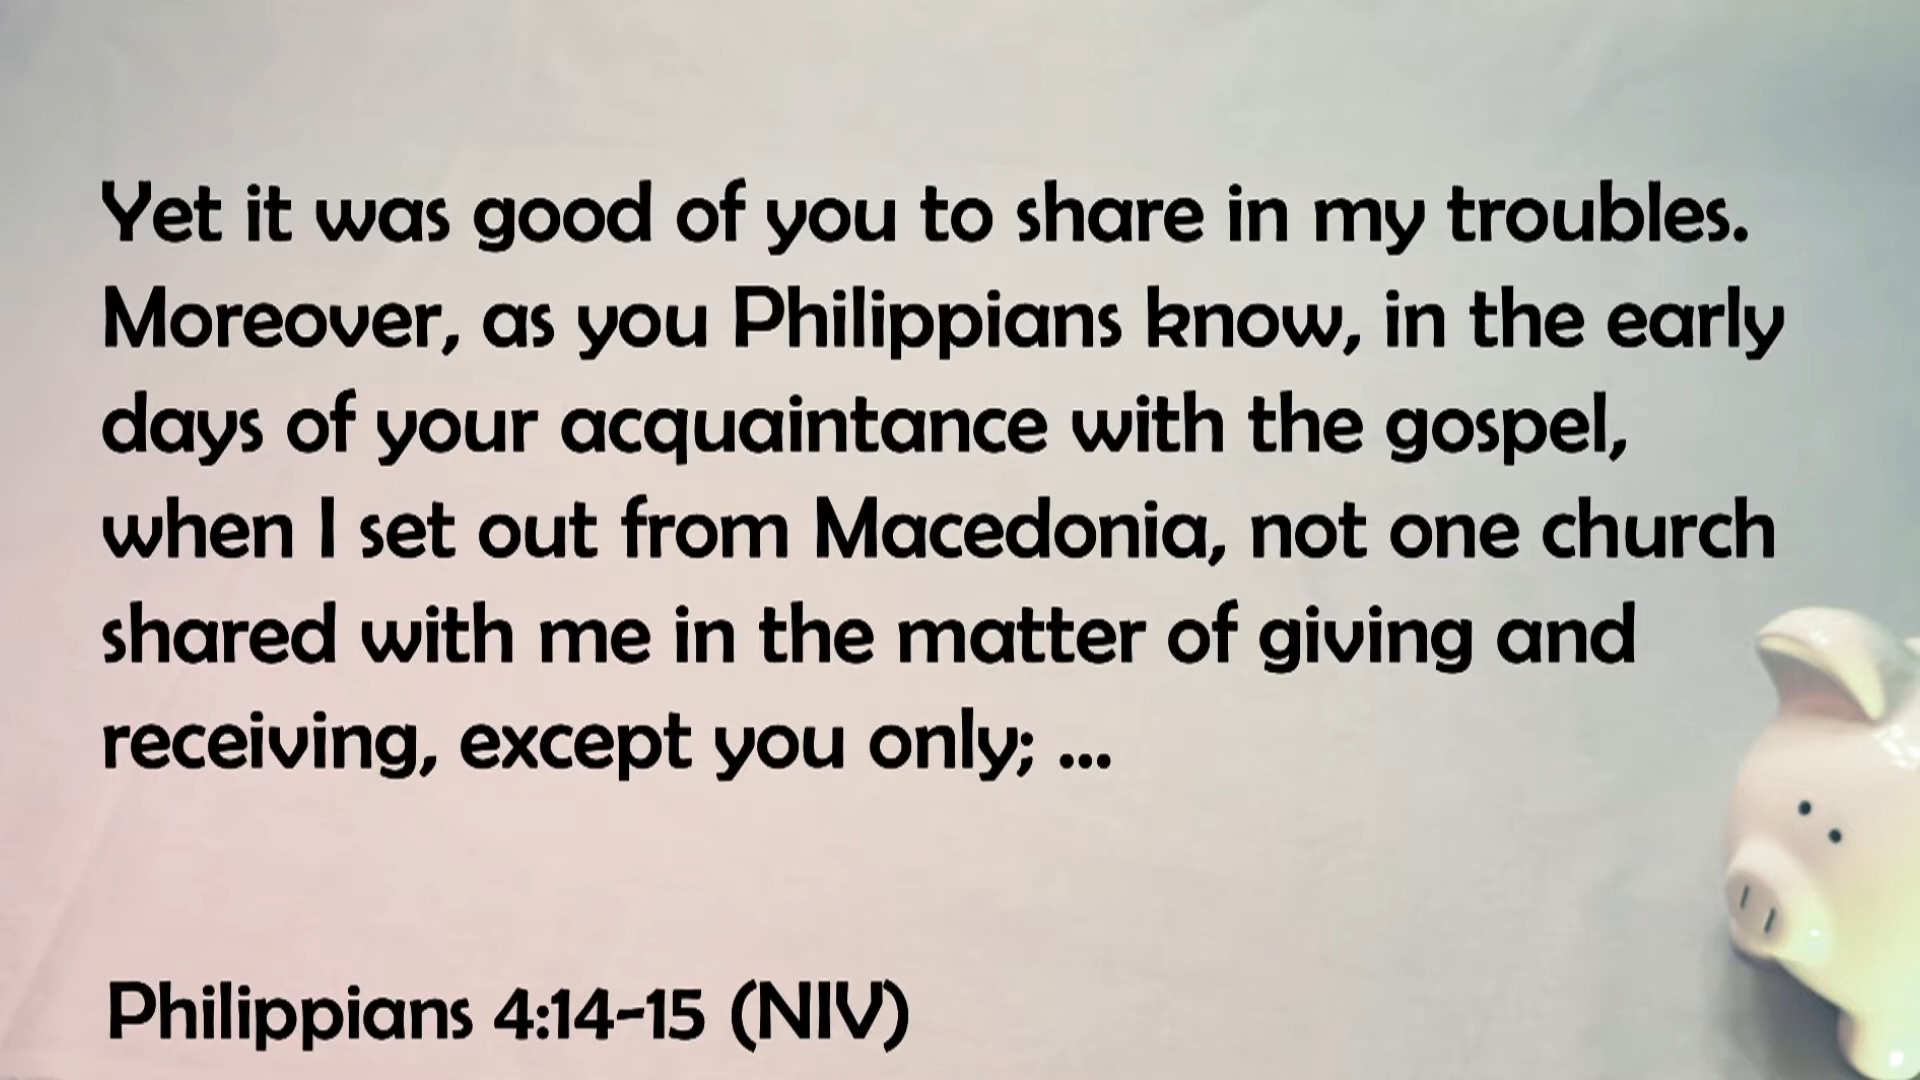 Yet it was good of you to share in my troubles.
Moreover, as you Philippians know, in the early
days of your acquaintance with the gospel,
when I set out from Macedonia, not one church
shared with me in the matter of giving and
receiving, except you only; ...
Philippians 4:14-15 (NIV)